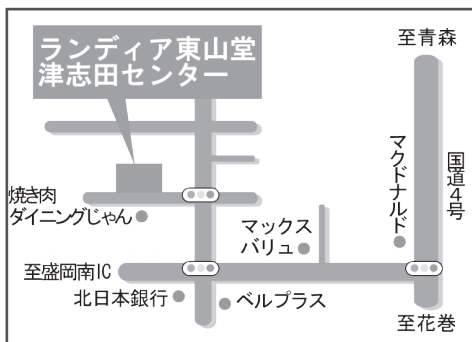 ランディア東山堂
津志田センター
至青森
マクドナルド
国道4号
焼き肉
ダイニングじゃん
マックス
バリュ
至盛岡南IC
北日本銀行
ベルプラス
至花巻